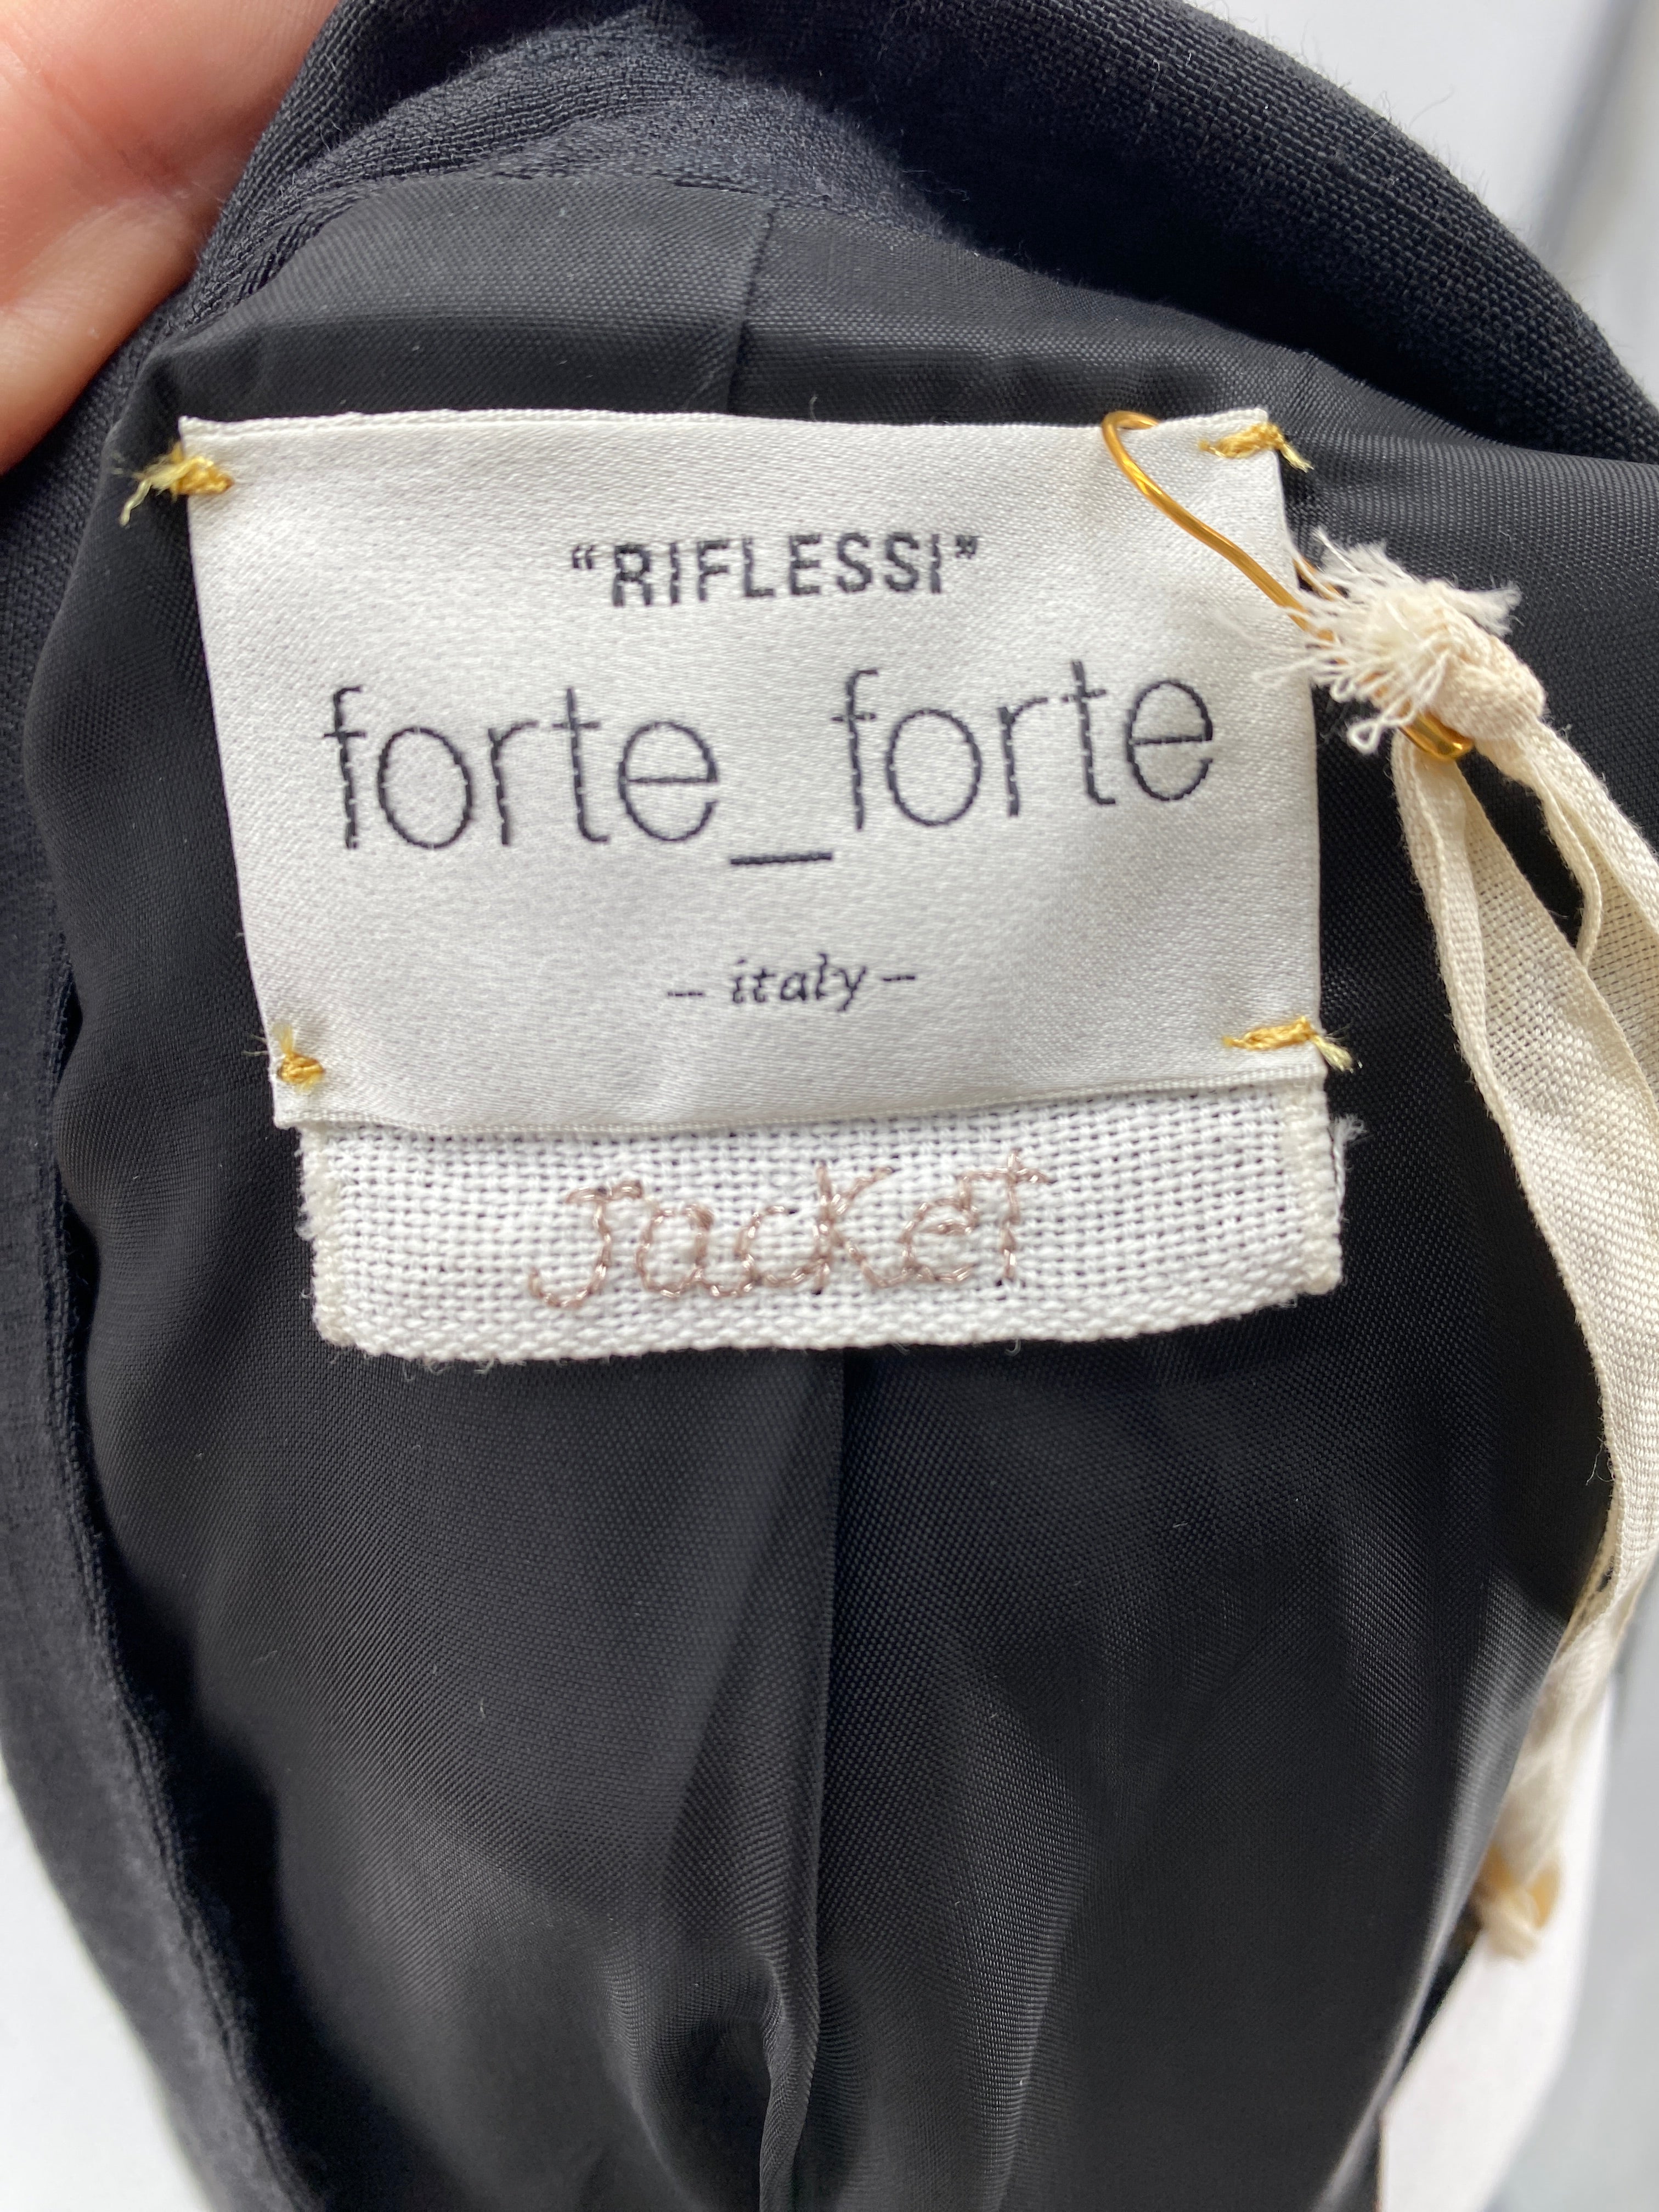 “RIFLESSI”
forte_forte
– italy –
Jacket